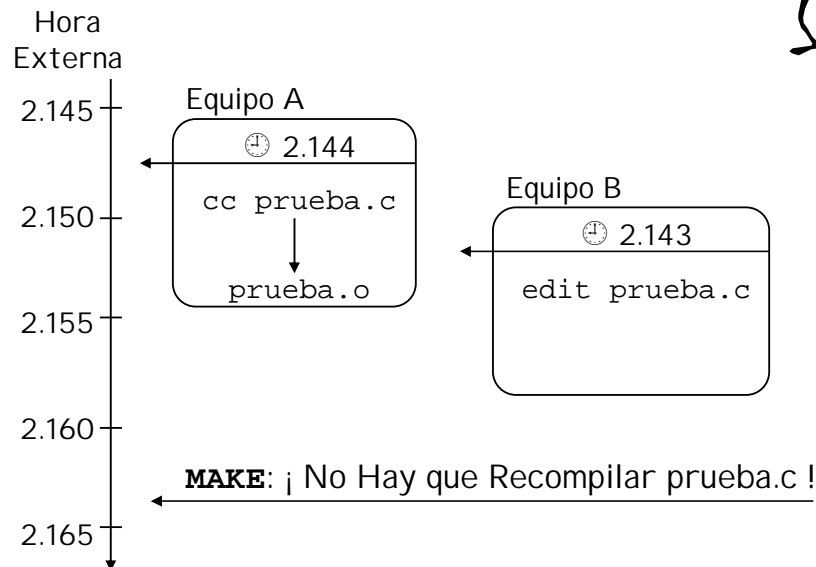 Hora
Externa
2.145
Equipo A
2.144
cc prueba.c
prueba.o
2.150
Equipo B
2.143
edit prueba.c
2.155
2.160
MAKE: ¡ No Hay que Recompilar prueba.c !
2.165